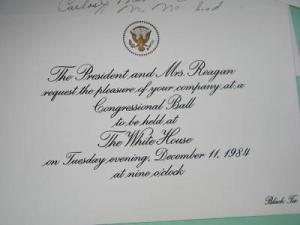 The President and Mrs. Reagan
request the pleasure of your company at a
Congressional Ball
to be held at
The White House
on Tuesday evening, December 11, 1984
at nine o'clock
Black Tie